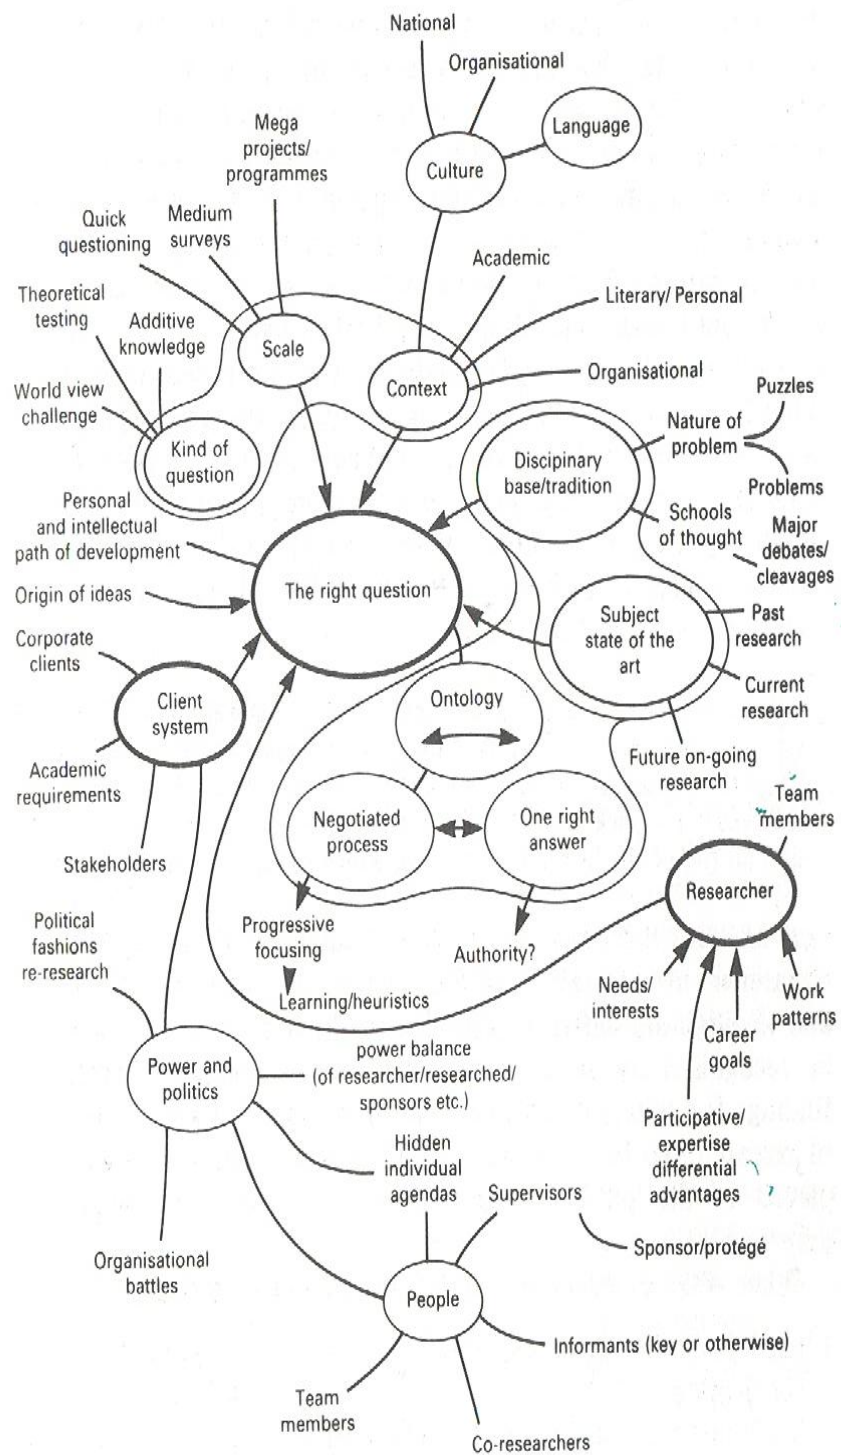 National
Organisational
Language
Culture
Mega
projects/
programmes
Quick
questioning
Medium
surveys
Academic
Theoretical
testing
Additive
knowledge
Literary/ Personal
Scale
Context
Organisational
World view
challenge
Kind of
question
Puzzles
Nature of
problem
Problems
Discipinary
base/tradition
Schools
of thought
Major
debates/
cleavages
Personal
and intellectual
path of development
Origin of ideas
The right question
Subject
state of the
art
Past
research
Current
research
Future on-going
research
Corporate
clients
Client
system
Academic
requirements
Stakeholders
Ontology
Negotiated
process
One right
answer
Progressive
focusing
Learning/heuristics
Authority?
Team
members
Researcher
Needs/
interests
Work
patterns
Career
goals
Participative/
expertise
differential
advantages
Political
fashions
re-research
Power and
politics
power balance
(of researcher/researched/
sponsors etc.)
Hidden
individual
agendas
Supervisors
Sponsor/protégé
Organisational
battles
People
Informants (key or otherwise)
Team
members
Co-researchers